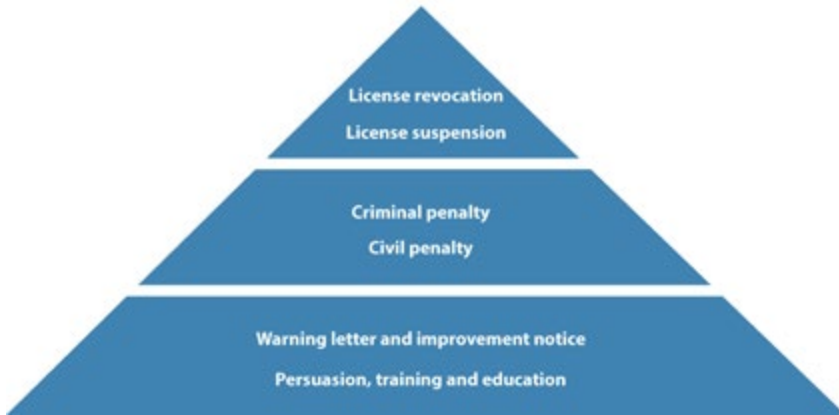 License revocation
License suspension
Criminal penalty
Civil penalty
Warning letter and improvement notice
Persuasion, training and education